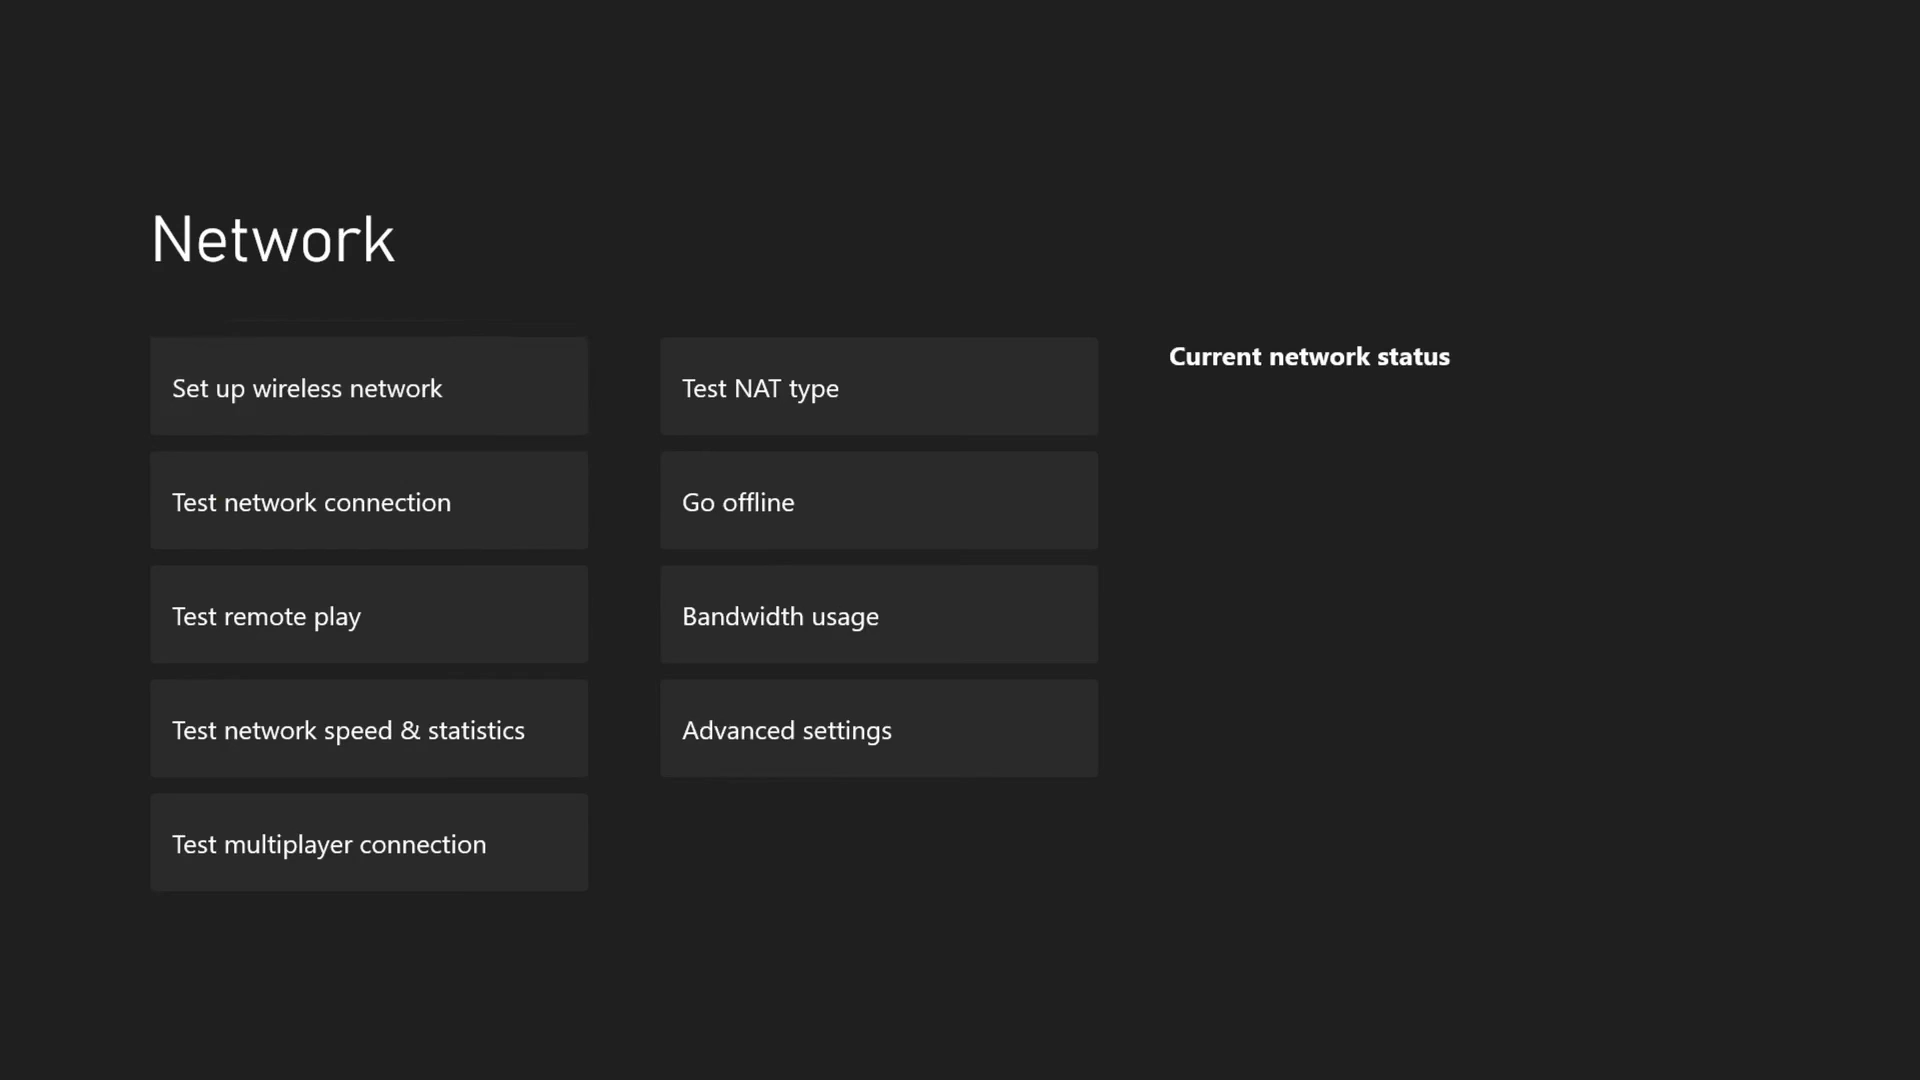 Network
Set up wireless network
Test network connection
Test remote play
Test network speed & statistics
Test multiplayer connection
Test NAT type
Go offline
Bandwidth usage
Advanced settings
Current network status